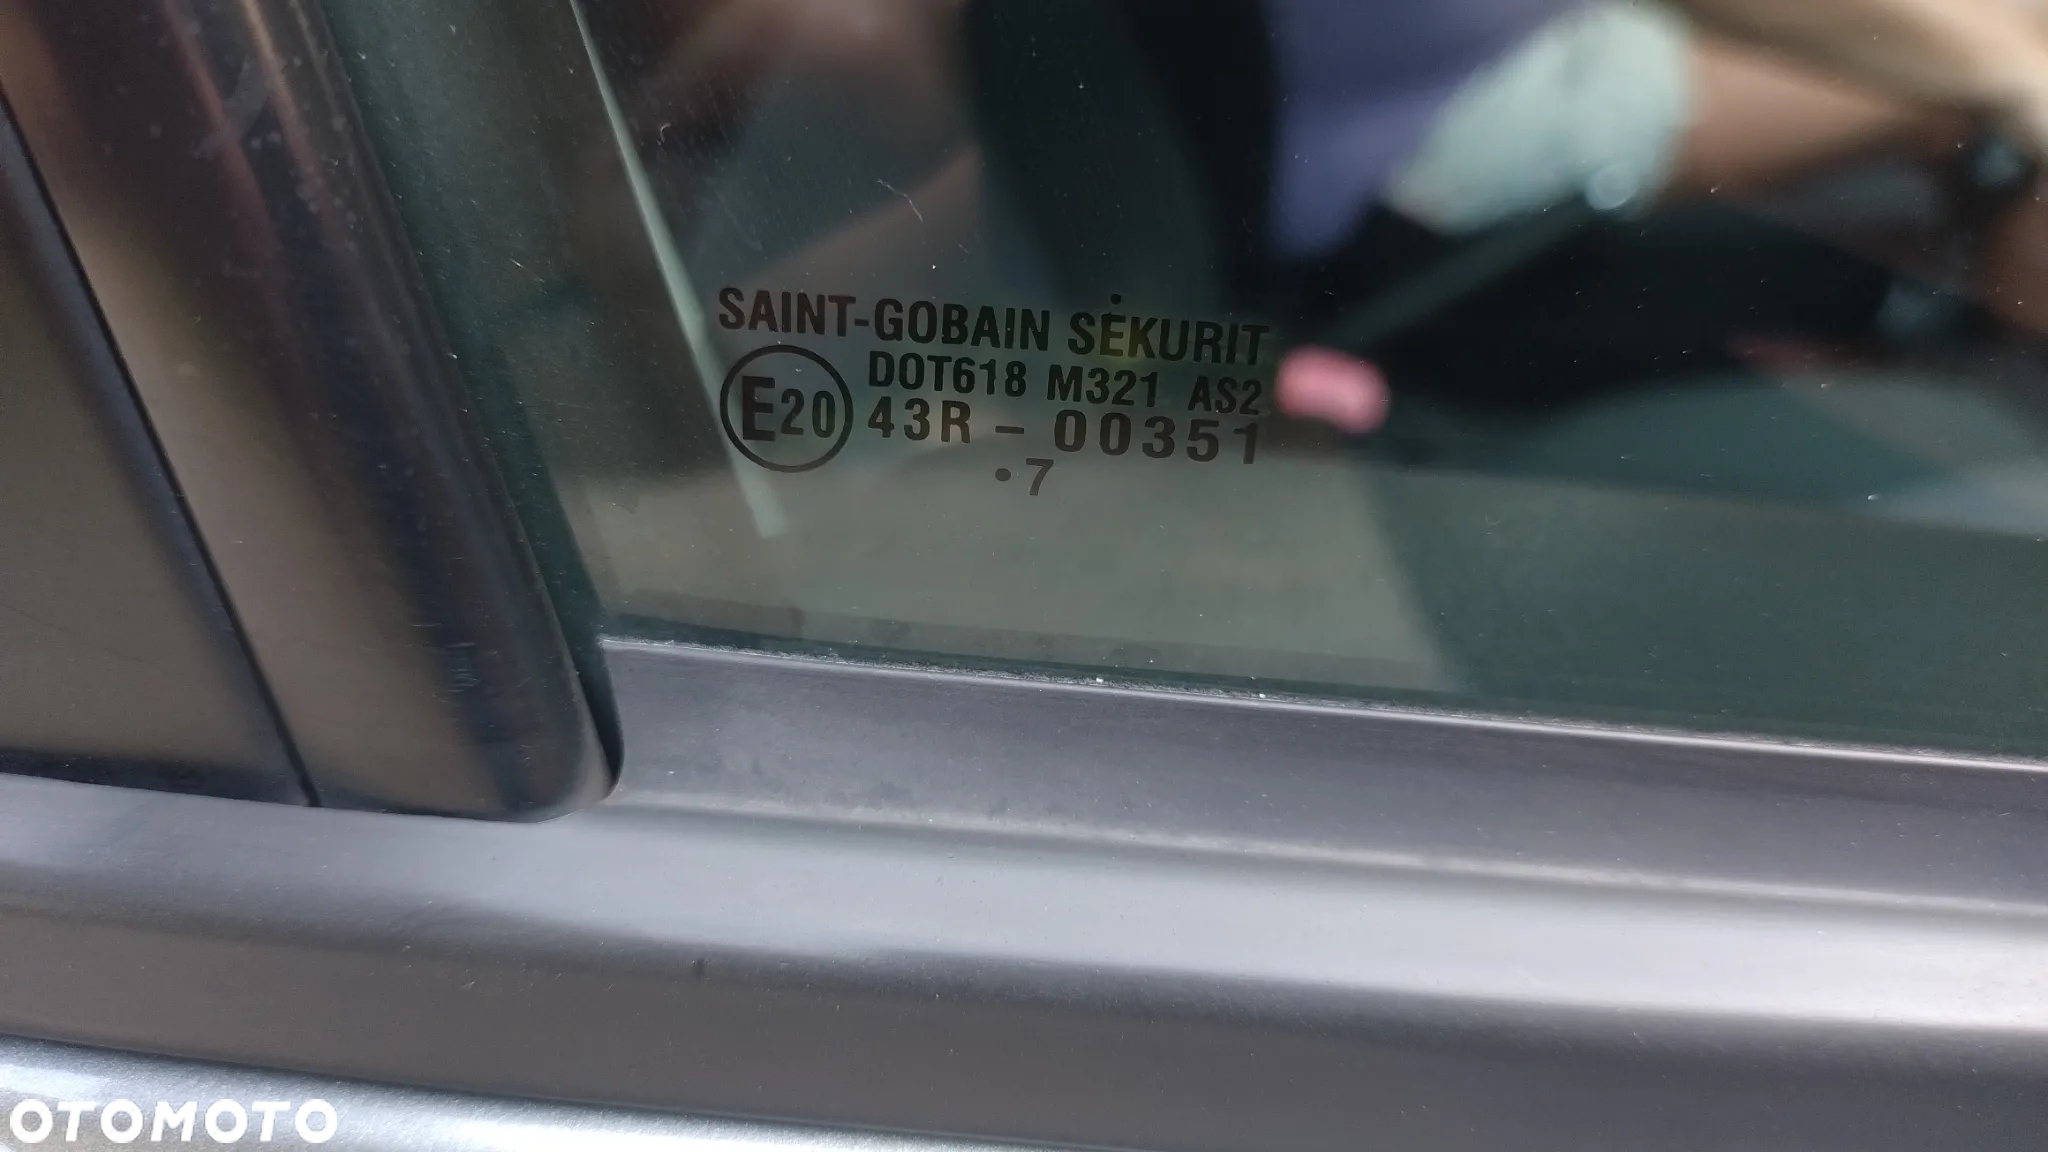 SAINT-GOBAIN SEKURIT
DOT618 M321 AS2
E20 43R - 00351
•7
OTOMOTO